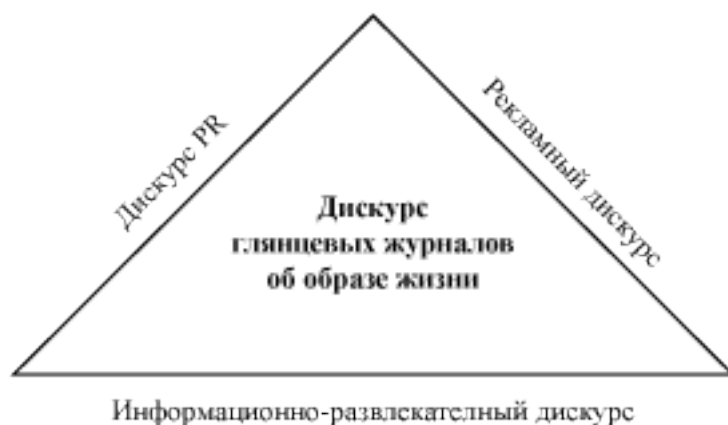 Дискурс PR
Рекламный дискурс
Дискурс
глянцевых журналов
об образе жизни
Информационно-развлекателный дискурс